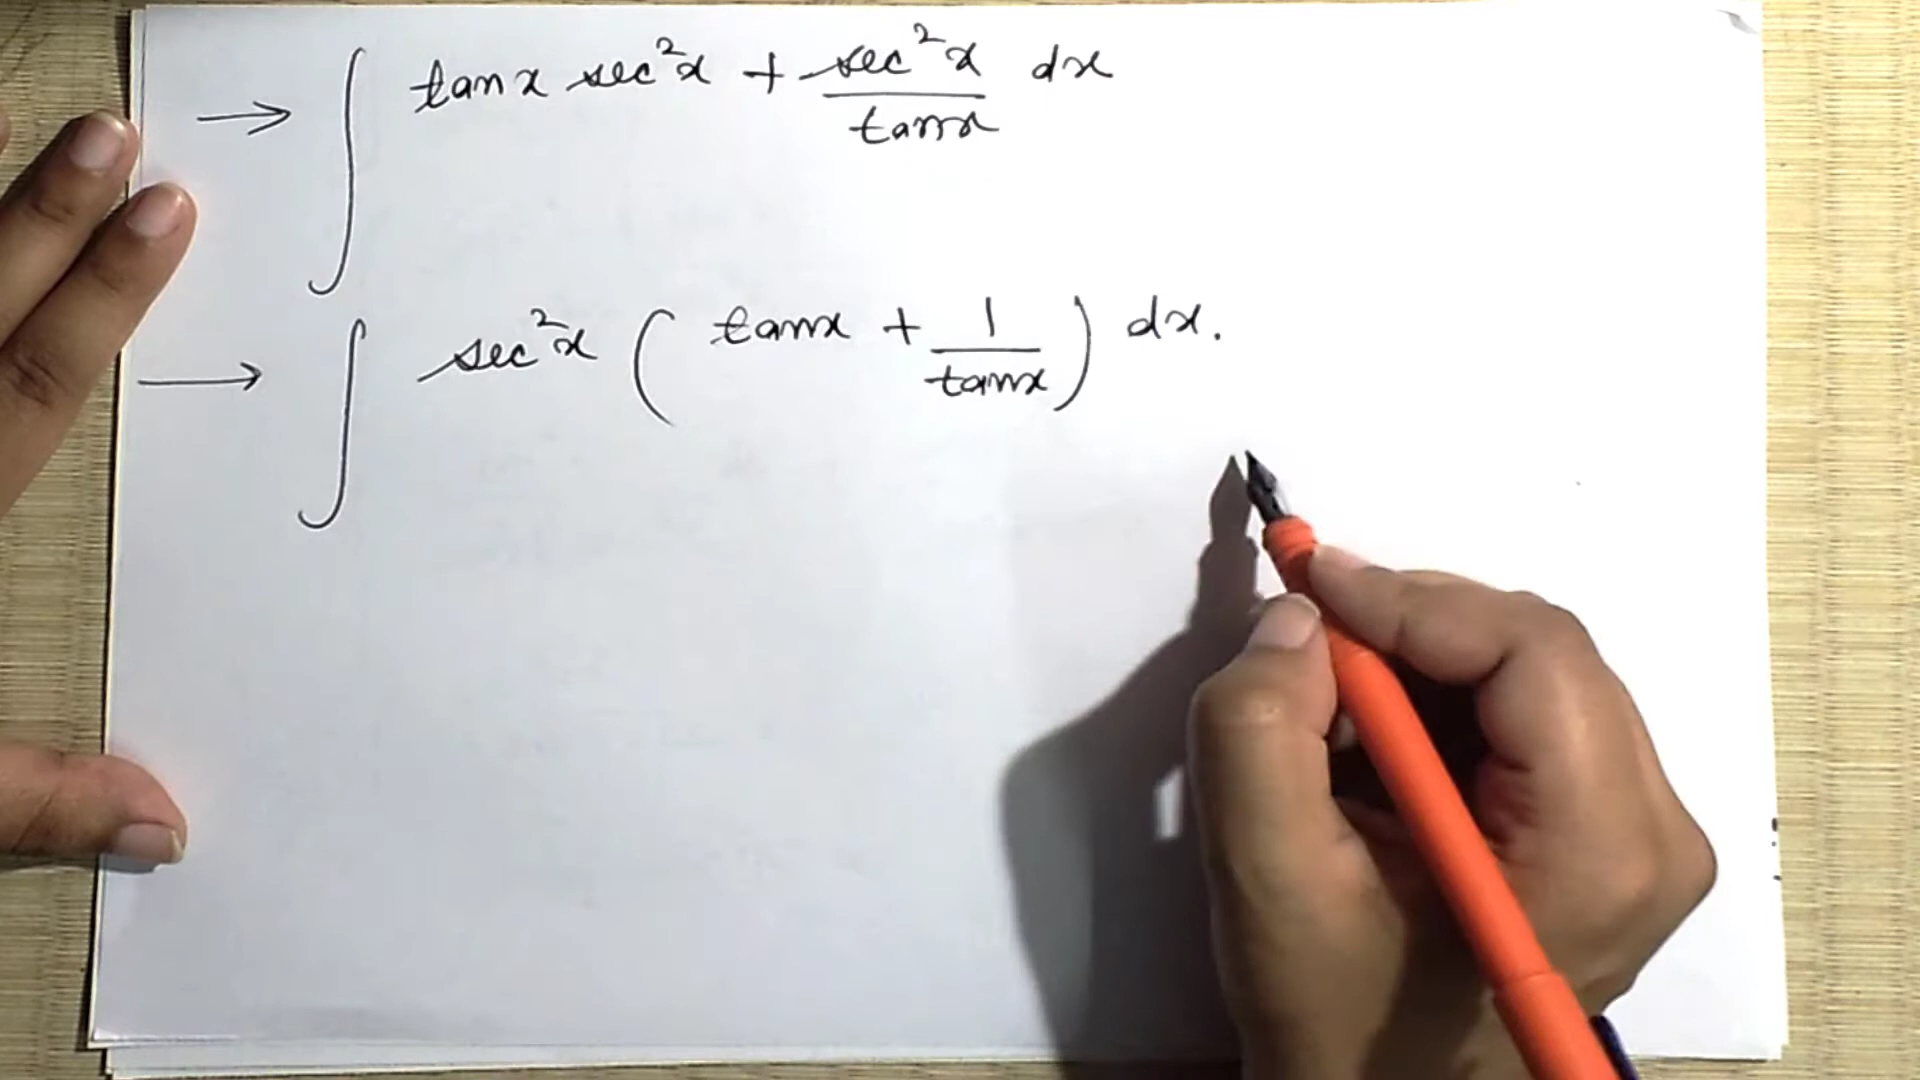 → ∫ tanx sec²x + sec²x/tanx dx
→ ∫ sec²x ( tanx + 1/tanx ) dx.